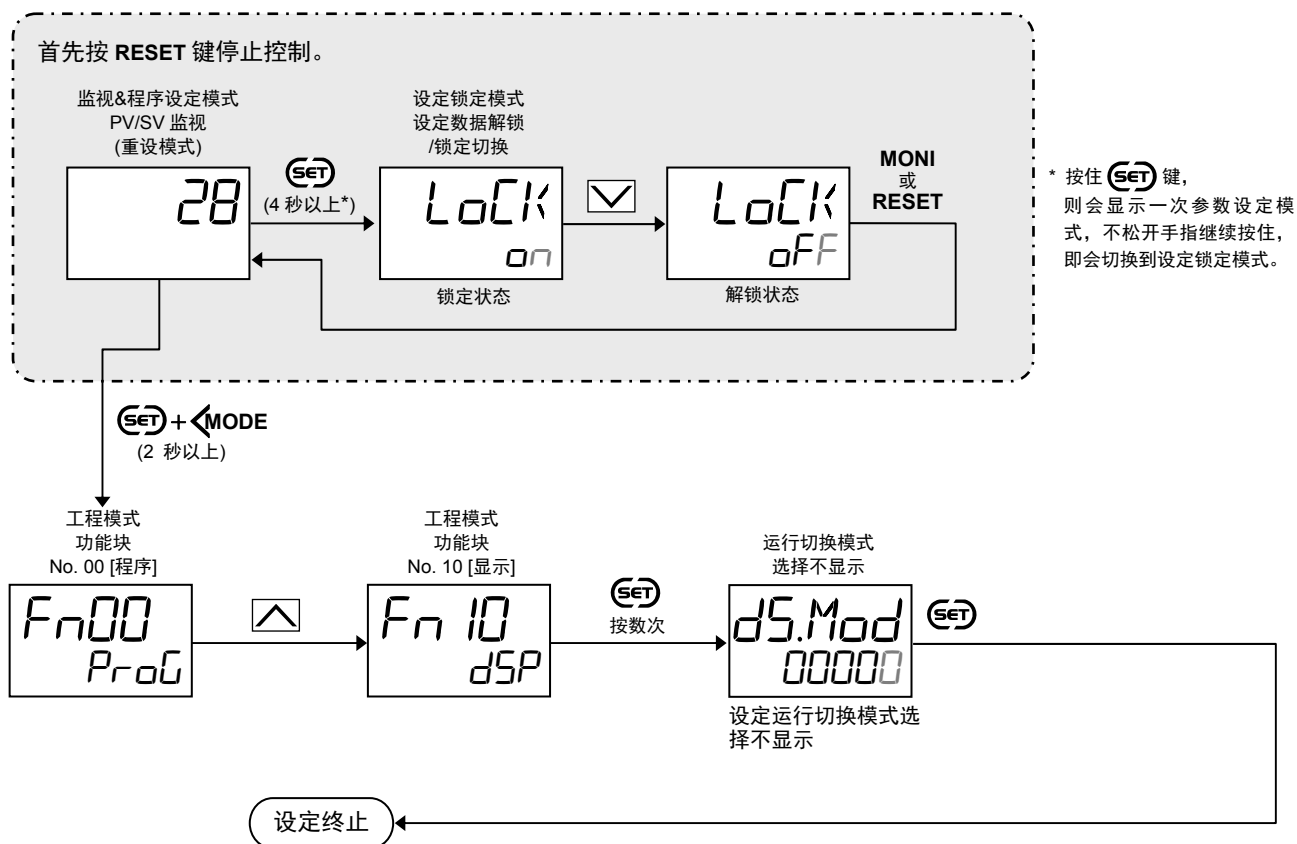 首先按 RESET 键停止控制。
监视&程序设定模式
PV/SV 监视
(重设模式)
28
SET
(4 秒以上*)
设定锁定模式
设定数据解锁
/锁定切换
LoCK
on
锁定状态
LoCK
oFF
解锁状态
MONI
或
RESET
* 按住 SET 键,
则会显示一次参数设定模
式，不松开手指继续按住，
即会切换到设定锁定模式。
SET + MODE
(2 秒以上)
工程模式
功能块
No. 00 [程序]
Fn00
ProG
工程模式
功能块
No. 10 [显示]
Fn 10
dSP
SET
按数次
运行切换模式
选择不显示
dS.Mod
00000
设定运行切换模式选
择不显示
SET
设定终止